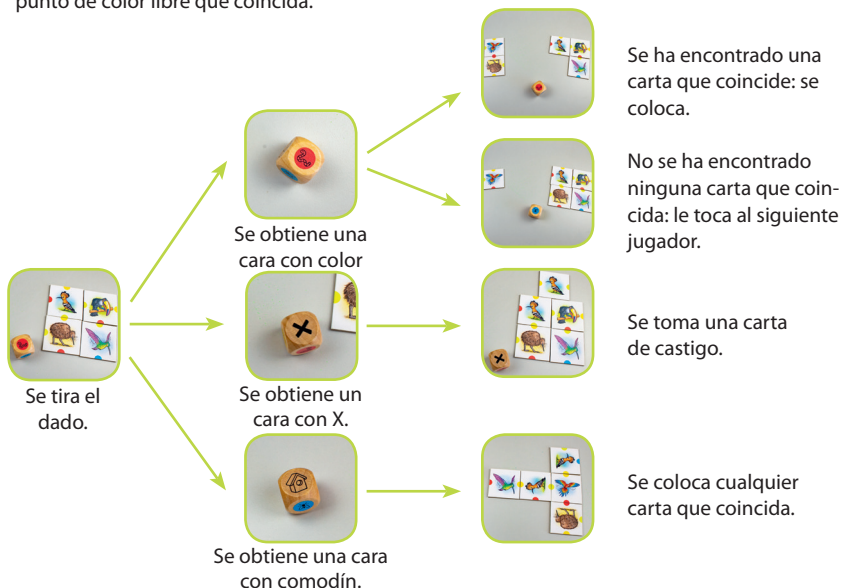 punto de color libre que coincida.
Se ha encontrado una
carta que coincide: se
coloca.
No se ha encontrado
ninguna carta que coin-
cida: le toca al siguiente
jugador.
Se obtiene una
cara con color
Se tira el
dado.
Se obtiene un
cara con X.
Se toma una carta
de castigo.
Se obtiene una cara
con comodín.
Se coloca cualquier
carta que coincida.